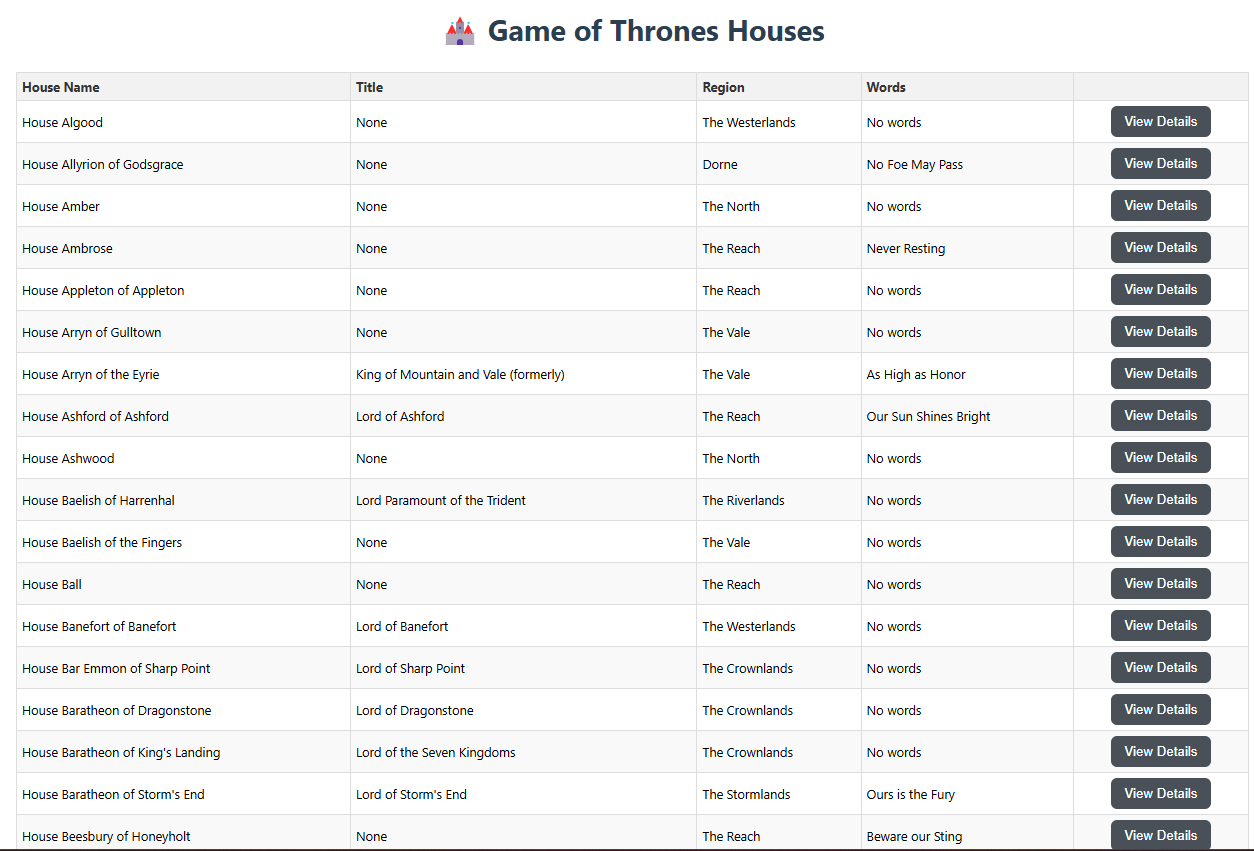 Game of Thrones Houses
House Name Title Region Words
House Algood None The Westerlands No words View Details
House Allyrion of Godsgrace None Dorne No Foe May Pass View Details
House Amber None The North No words View Details
House Ambrose None The Reach Never Resting View Details
House Appleton of Appleton None The Reach No words View Details
House Arryn of Gulltown None The Vale No words View Details
House Arryn of the Eyrie King of Mountain and Vale (formerly) The Vale As High as Honor View Details
House Ashford of Ashford Lord of Ashford The Reach Our Sun Shines Bright View Details
House Ashwood None The North No words View Details
House Baelish of Harrenhal Lord Paramount of the Trident The Riverlands No words View Details
House Baelish of the Fingers None The Vale No words View Details
House Ball None The Reach No words View Details
House Banefort of Banefort Lord of Banefort The Westerlands No words View Details
House Bar Emmon of Sharp Point Lord of Sharp Point The Crownlands No words View Details
House Baratheon of Dragonstone Lord of Dragonstone The Crownlands No words View Details
House Baratheon of King's Landing Lord of the Seven Kingdoms The Crownlands No words View Details
House Baratheon of Storm's End Lord of Storm's End The Stormlands Ours is the Fury View Details
House Beesbury of Honeyholt None The Reach Beware our Sting View Details